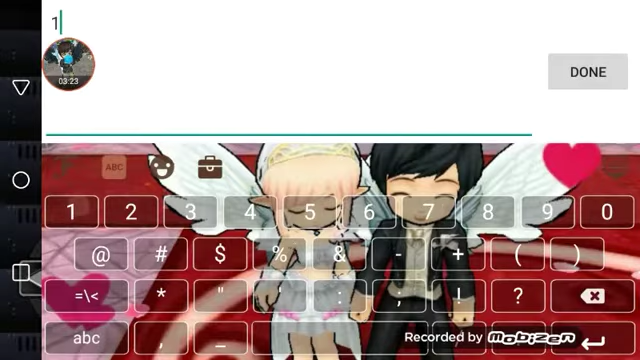 1
03:23
DONE
ABC
1 2 3 4 5 6 7 8 9 0
@ # $ % & - + ( )
=\< * " ' : ; ! ?
abc , _
Recorded by mobizen